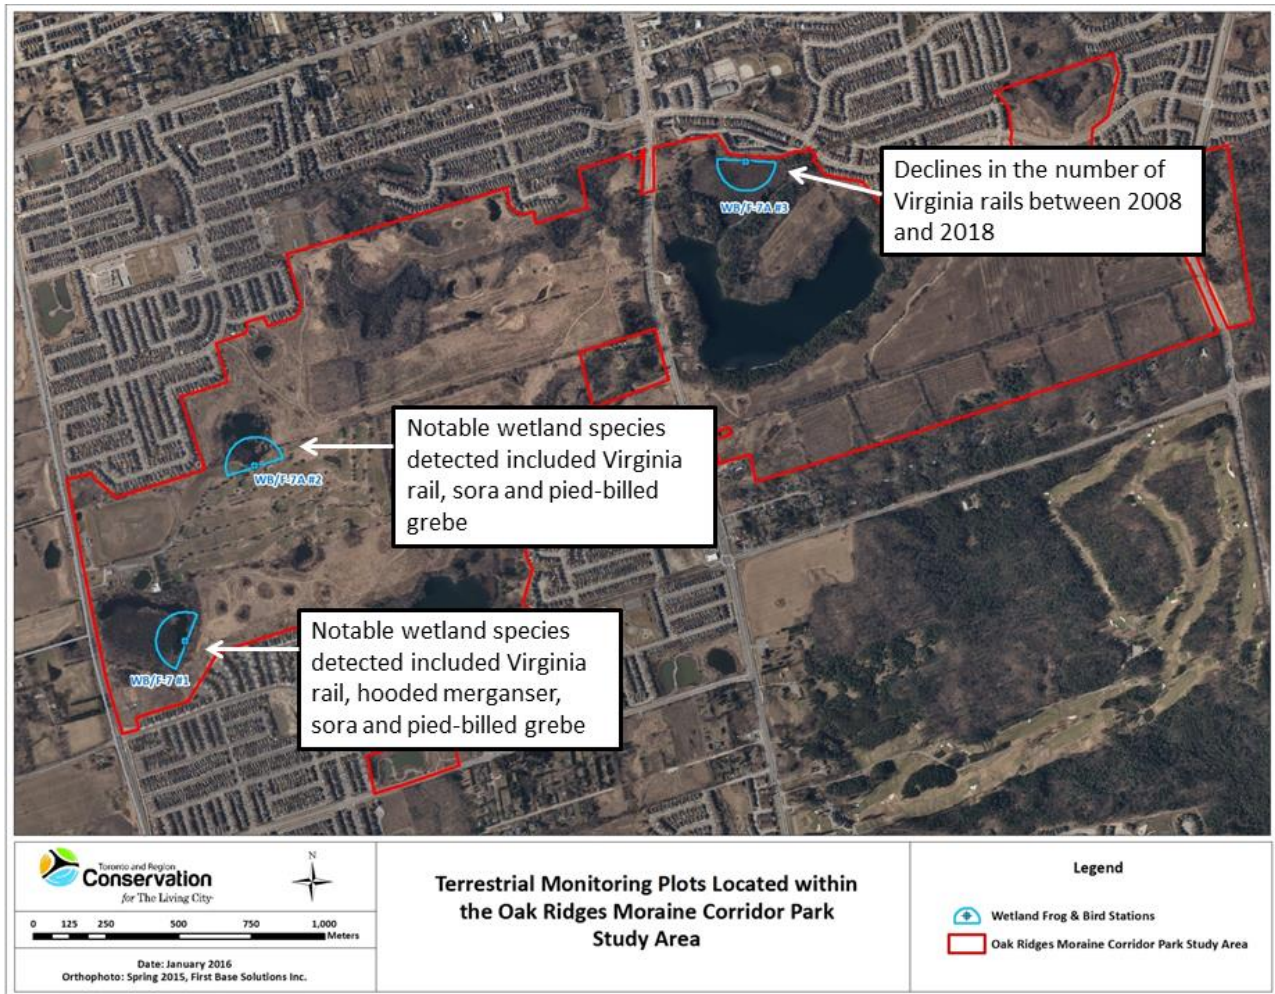 WB/F-7A #3
Declines in the number of
Virginia rails between 2008
and 2018
Notable wetland species
detected included Virginia
rail, sora and pied-billed
grebe
WB/F-7A #2
Notable wetland species
detected included Virginia
rail, hooded merganser,
sora and pied-billed grebe
WB/F-7 #1
Toronto and Region
Conservation
for The Living City·
N
0 125 250 500 750 1,000
Meters
Date: January 2016
Orthophoto: Spring 2015, First Base Solutions Inc.
Terrestrial Monitoring Plots Located within
the Oak Ridges Moraine Corridor Park
Study Area
Legend
Wetland Frog & Bird Stations
Oak Ridges Moraine Corridor Park Study Area